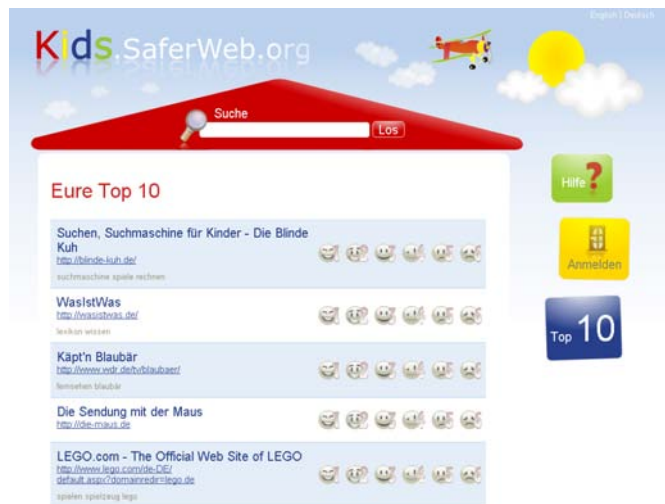 English | Deutsch
Kids.SaferWeb.org
Suche
Los
Eure Top 10
Suchen, Suchmaschine für Kinder - Die Blinde
Kuh
http://blinde-kuh.de/
suchmaschine spiele rechnen
WasIstWas
http://wasistwas.de/
lexikon wissen
Käpt'n Blaubär
http://www.wdr.de/tv/blaubaer/
fernsehen blaubär
Die Sendung mit der Maus
http://die-maus.de
LEGO.com - The Official Web Site of LEGO
http://www.lego.com/de-DE/
default.aspx?domainredir=lego.de
spielen spielzeug lego
Hilfe ?
Anmelden
Top 10